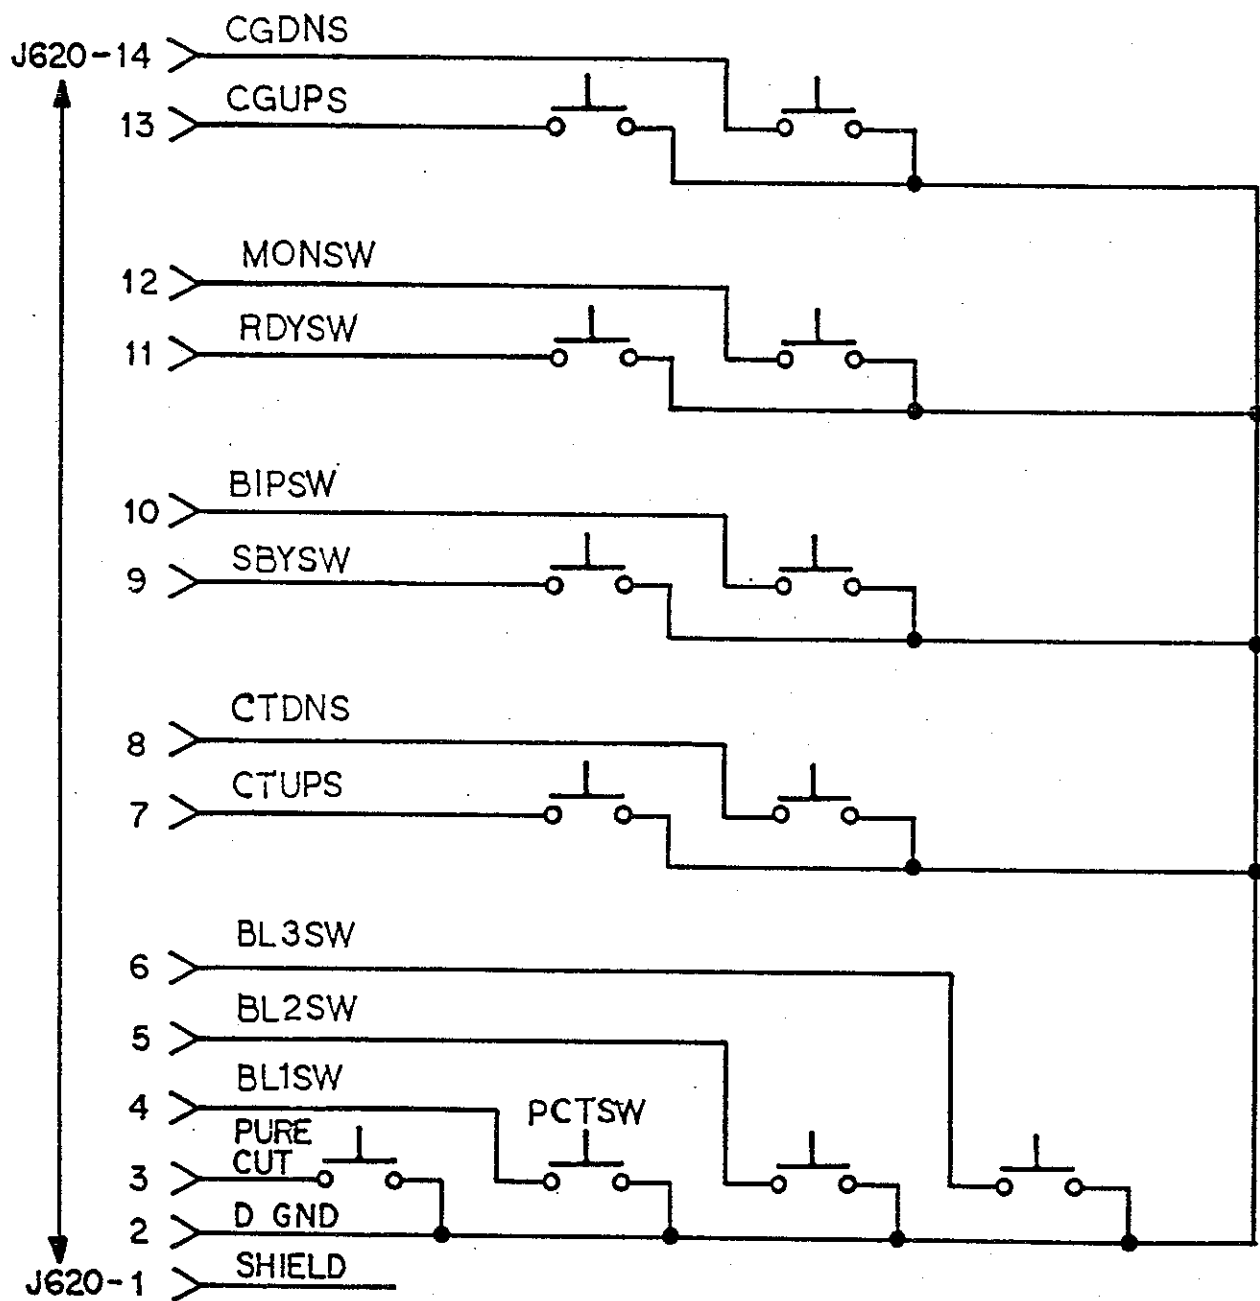 J620-14 CGDNS
13 CGUPS
12 MONSW
11 RDYSW
10 BIPSW
9 SBYSW
8 CTDNS
7 CTUPS
6 BL3SW
5 BL2SW
4 BL1SW
PCTSW
PURE
3 CUT
2 D GND
J620-1 SHIELD